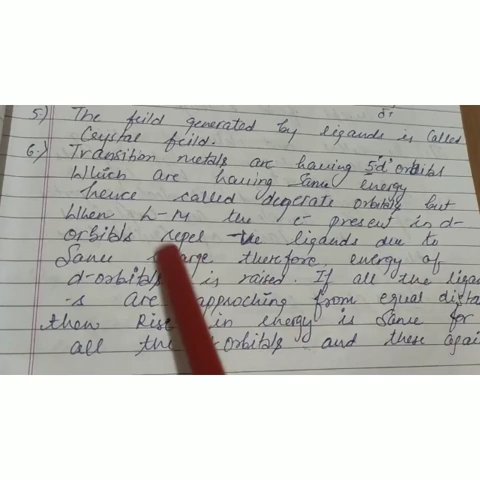 δ+
5.) The feild generated by ligands is Called
Ceystal feild.
6.) Transition metals are having 5'd' orbitals
Which are having Same energy
hence called degerate orbitals but
When L-M the e- present in d-
orbitals repel the ligands due to
Same charge therefore, energy of
d-orbitals is raised. If all the liga
-s are approching from equal dista
then Rise in energy is Same for
all the orbitals and these agai